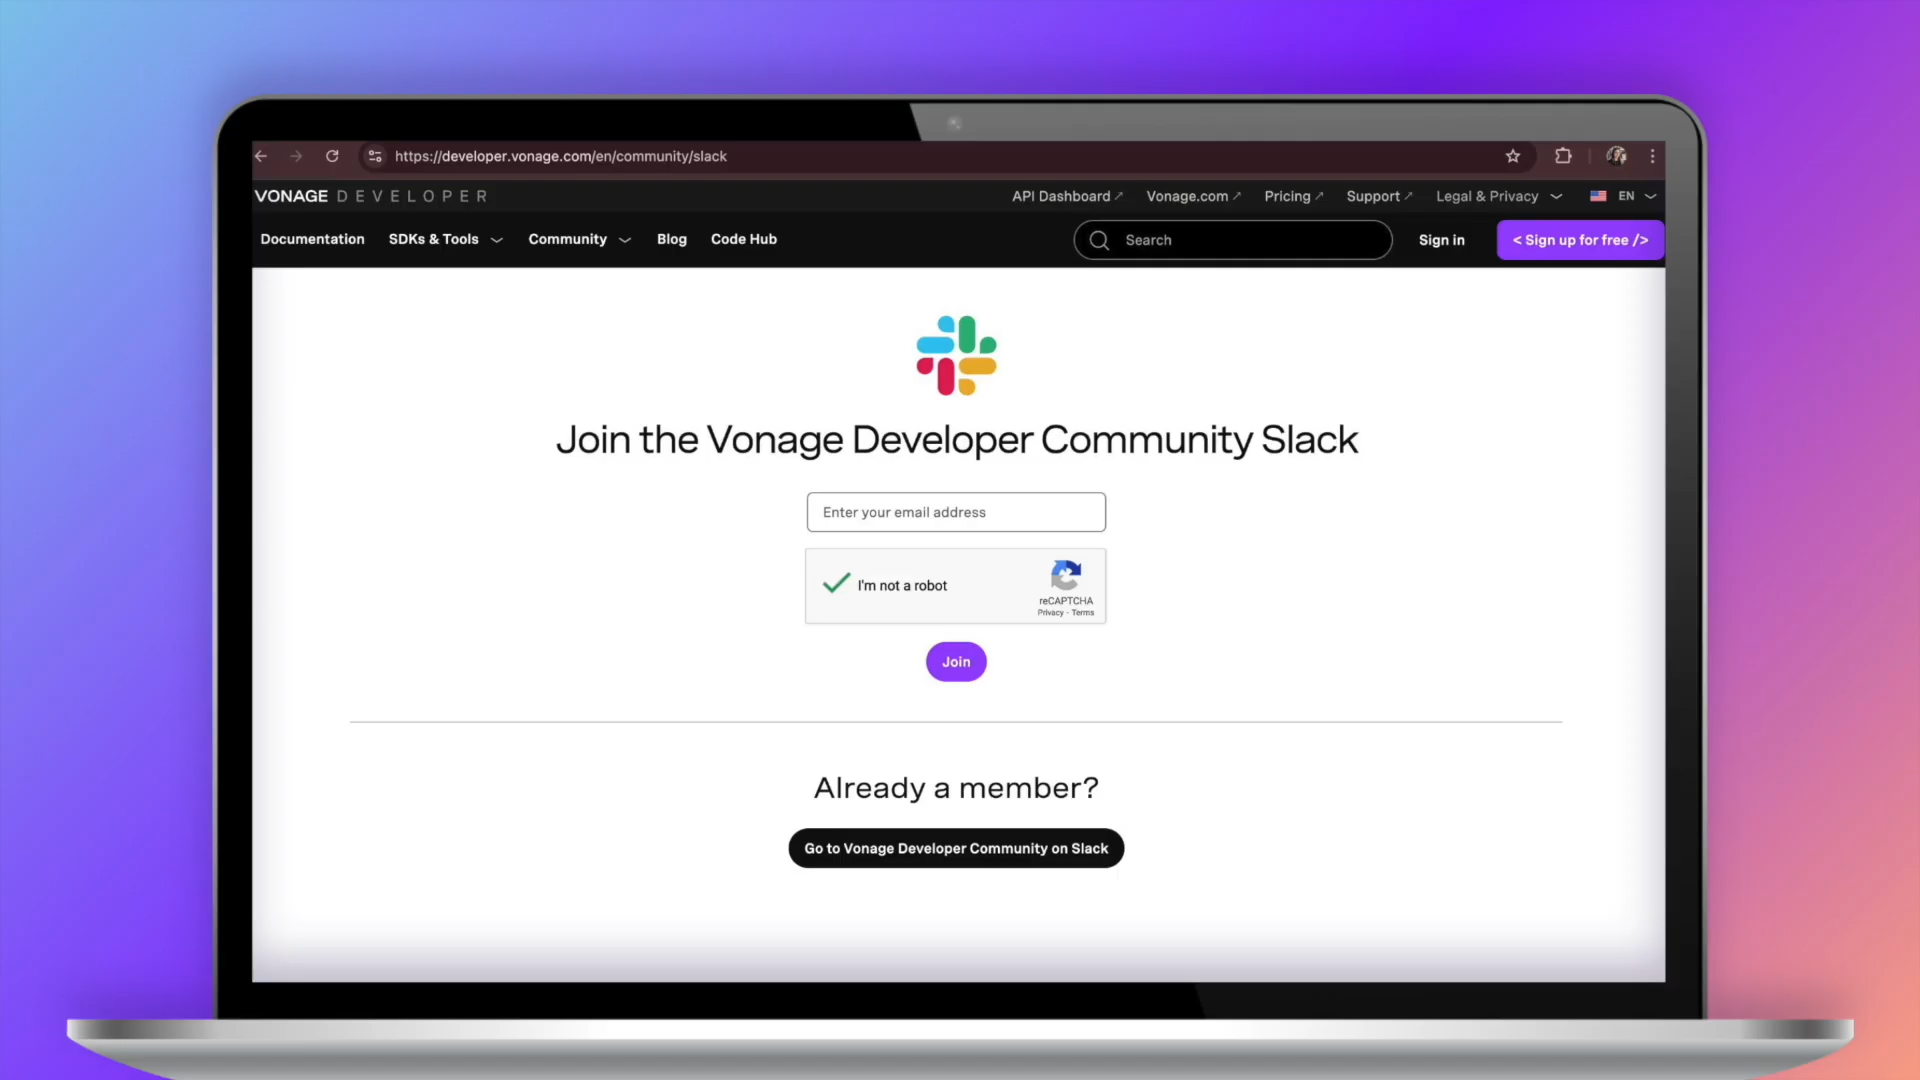 https://developer.vonage.com/en/community/slack
VONAGE DEVELOPER
API Dashboard
Vonage.com
Pricing
Support
Legal & Privacy
EN
Documentation
SDKs & Tools
Community
Blog
Code Hub
Search
Sign in
< Sign up for free />
Join the Vonage Developer Community Slack
Enter your email address
I'm not a robot
reCAPTCHA
Privacy - Terms
Join
Already a member?
Go to Vonage Developer Community on Slack